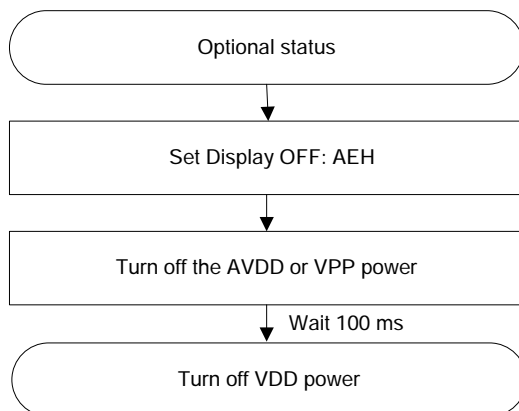 Optional status
Set Display OFF: AEH
Turn off the AVDD or VPP power
Wait 100 ms
Turn off VDD power